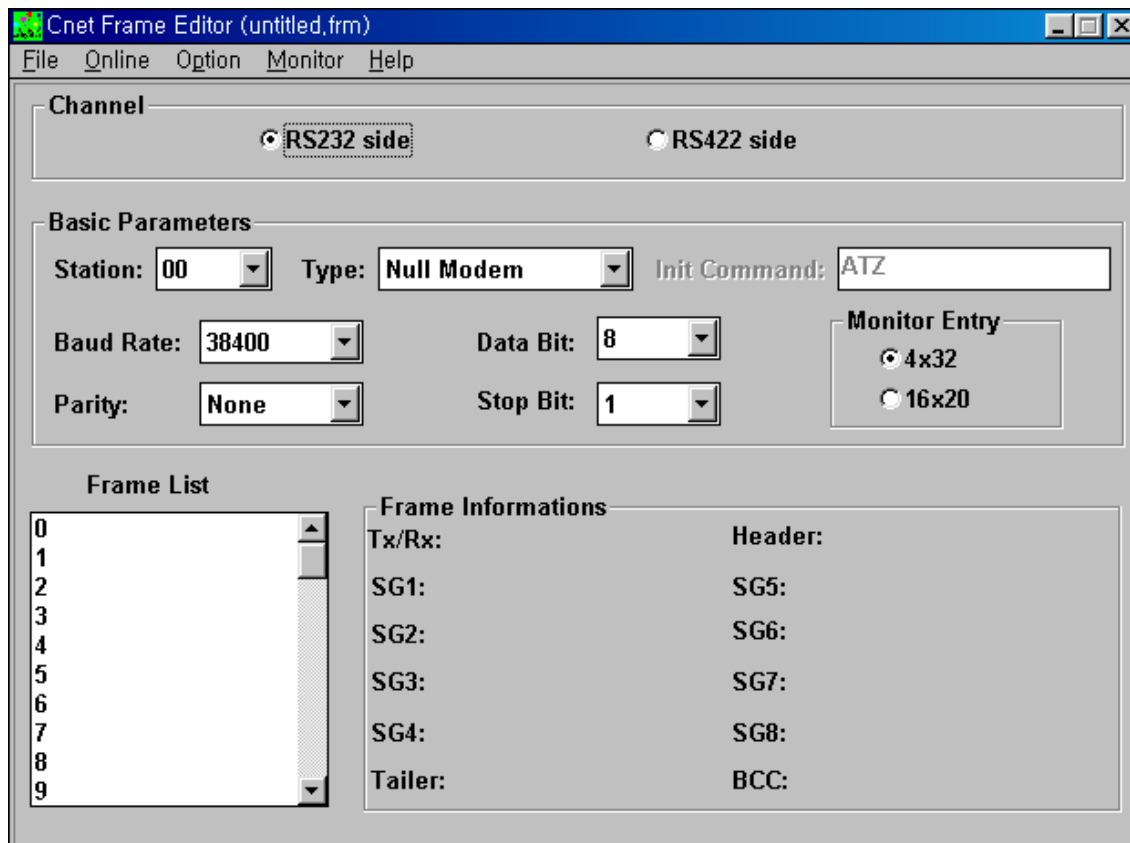 Cnet Frame Editor (untitled,frm)
File Online Option Monitor Help
Channel
RS232 side RS422 side
Basic Parameters
Station: 00 Type: Null Modem Init Command: ATZ
Baud Rate: 38400 Data Bit: 8 Monitor Entry
4x32
Parity: None Stop Bit: 1 16x20
Frame List
Frame Informations
0 Tx/Rx: Header:
1
2 SG1: SG5:
3
4 SG2: SG6:
5 SG3: SG7:
6
7 SG4: SG8:
8
9 Tailer: BCC: